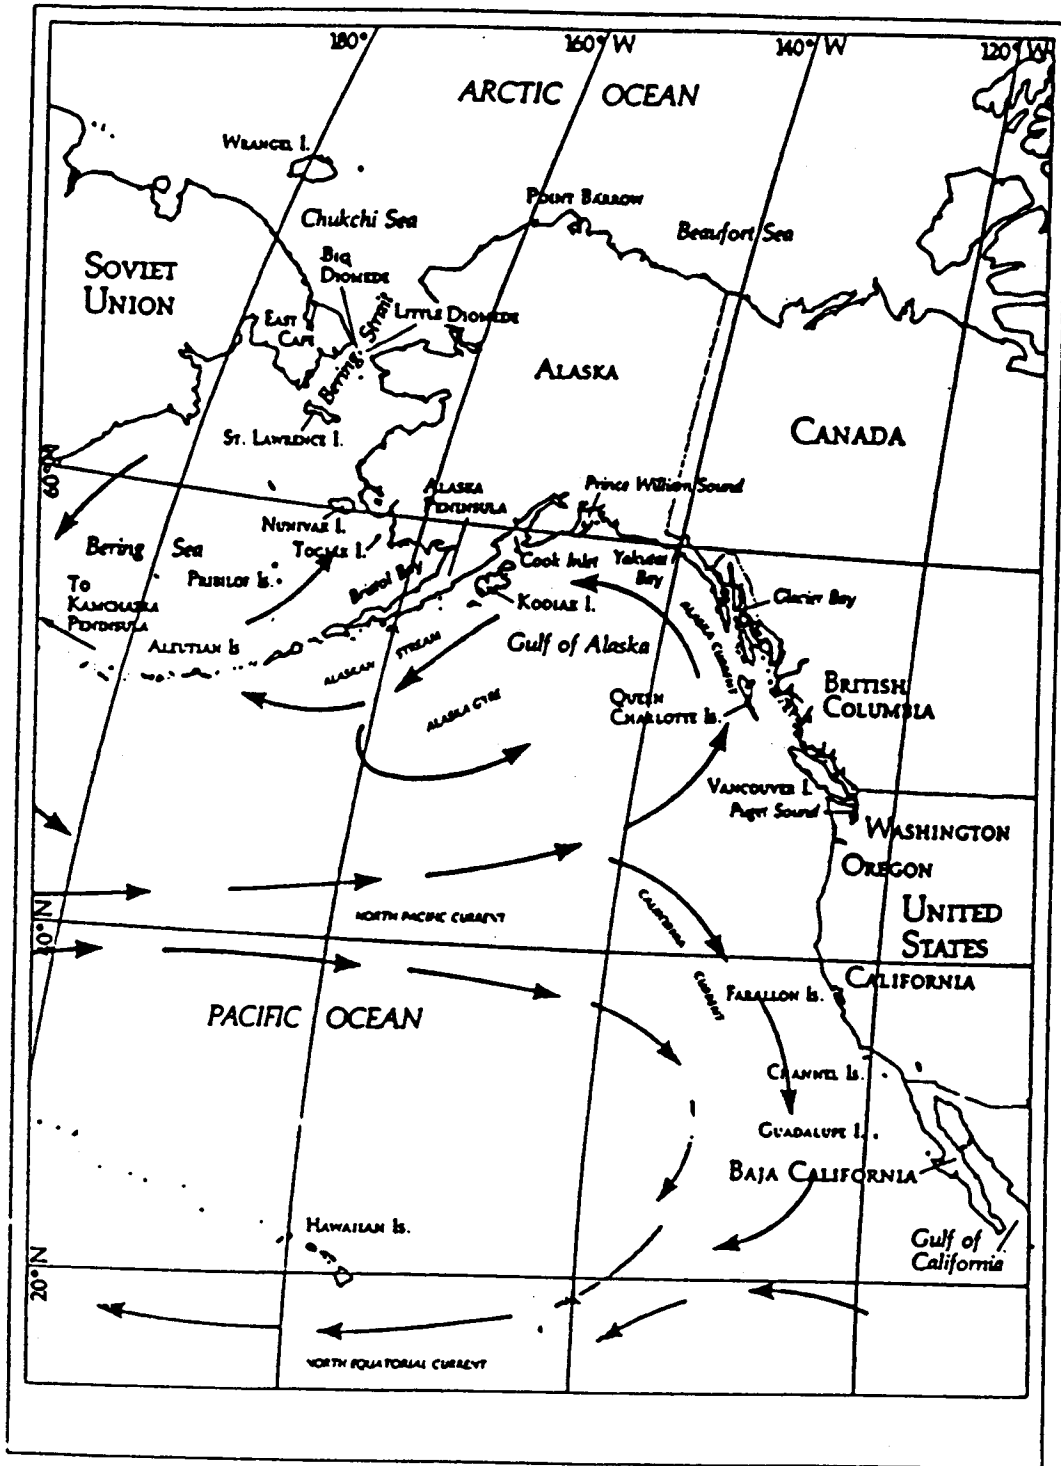 180°
160° W
140° W
120° W
ARCTIC OCEAN
WRANGEL I.
POINT BARROW
Chukchi Sea
Beaufort Sea
SOVIET
UNION
BIG
DIOMEDE
LITTLE DIOMEDE
EAST
CAPE
Bering Strait
ALASKA
ST. LAWRENCE I.
CANADA
60° N
ALASKA
PENINSULA
Prince William Sound
NUNIVAK I.
TOGIAK I.
Bering Sea
Cook Inlet
Yakutat
Bay
PRIBILOF IS.
Bristol Bay
TO
KAMCHATKA
PENINSULA
KODIAK I.
Glacier Bay
ALEUTIAN IS
ALASKAN STREAM
Gulf of Alaska
ALASKA CURRENT
ALASKA GYRE
QUEEN
CHARLOTTE IS.
BRITISH
COLUMBIA
VANCOUVER I.
Puget Sound
WASHINGTON
OREGON
NORTH PACIFIC CURRENT
CALIFORNIA
CURRENT
UNITED
STATES
40° N
CALIFORNIA
FARALLON IS.
PACIFIC OCEAN
CHANNEL IS.
GUADALUPE I.
BAJA CALIFORNIA
HAWAIIAN IS.
Gulf of
California
20° N
NORTH EQUATORIAL CURRENT